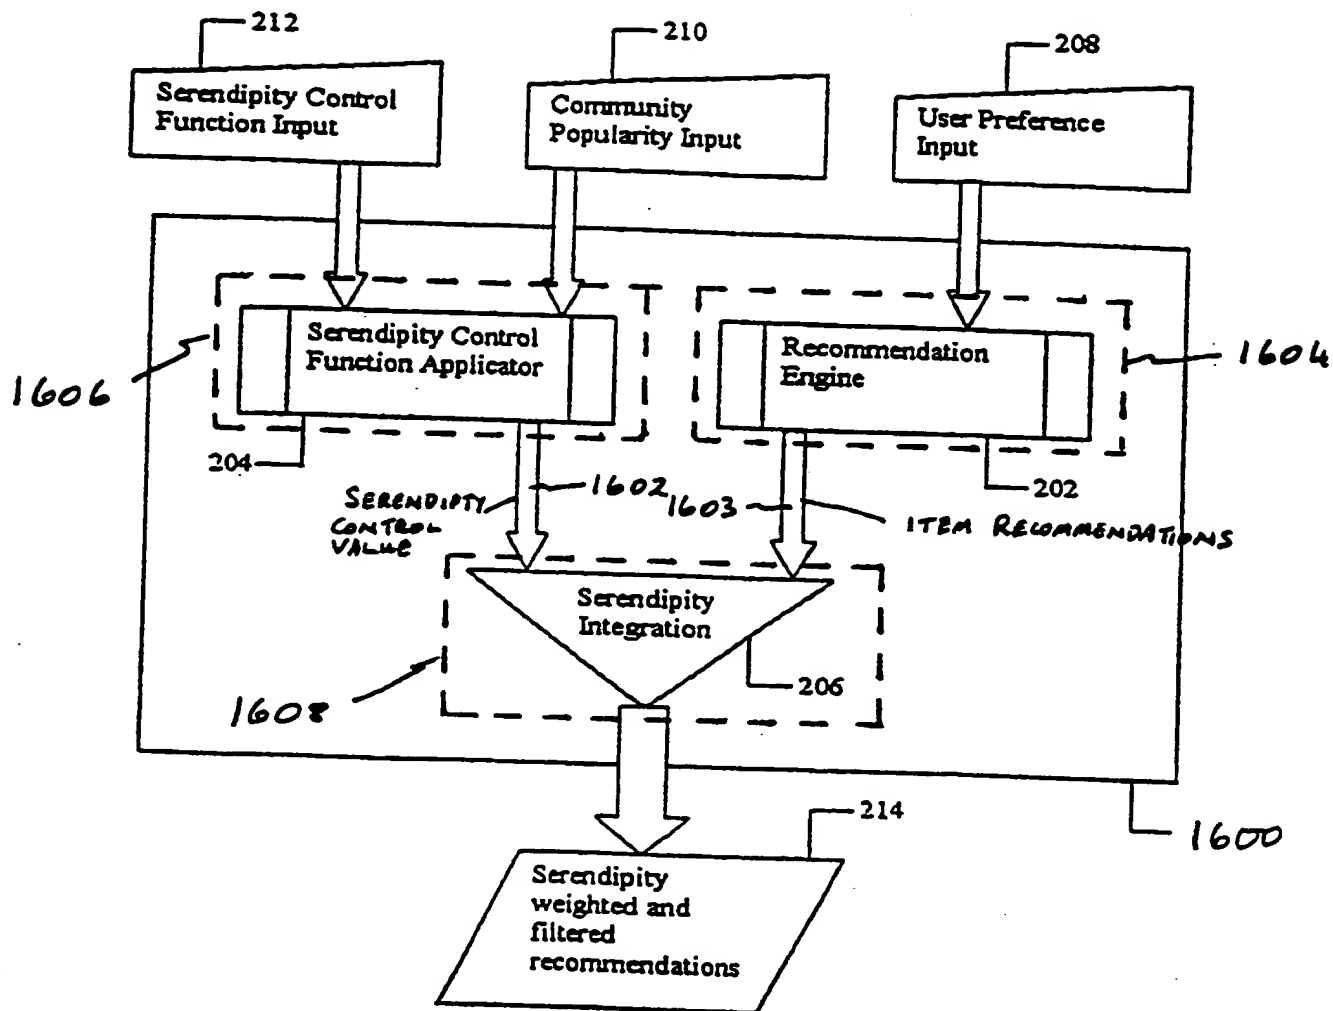 212
210
208
Serendipity Control
Function Input
Community
Popularity Input
User Preference
Input
Serendipity Control
Function Applicator
Recommendation
Engine
1606
1604
204
202
SERENDIPTY
CONTROL
VALUE
1602
1603
ITEM RECOMMENDATIONS
Serendipity
Integration
206
1608
214
1600
Serendipity
weighted and
filtered
recommendations